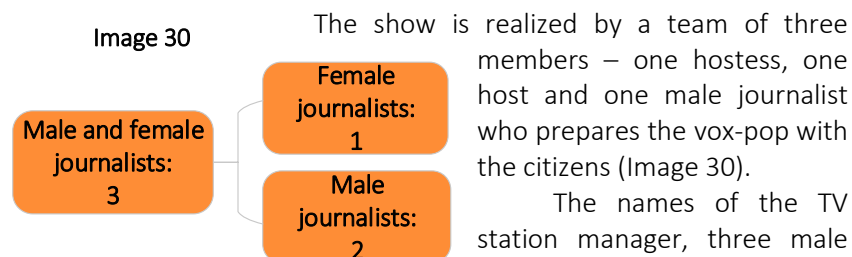 Image 30
Male and female
journalists:
3
Female
journalists:
1
Male
journalists:
2
The show is realized by a team of three
members – one hostess, one
host and one male journalist
who prepares the vox-pop with
the citizens (Image 30).
The names of the TV
station manager, three male